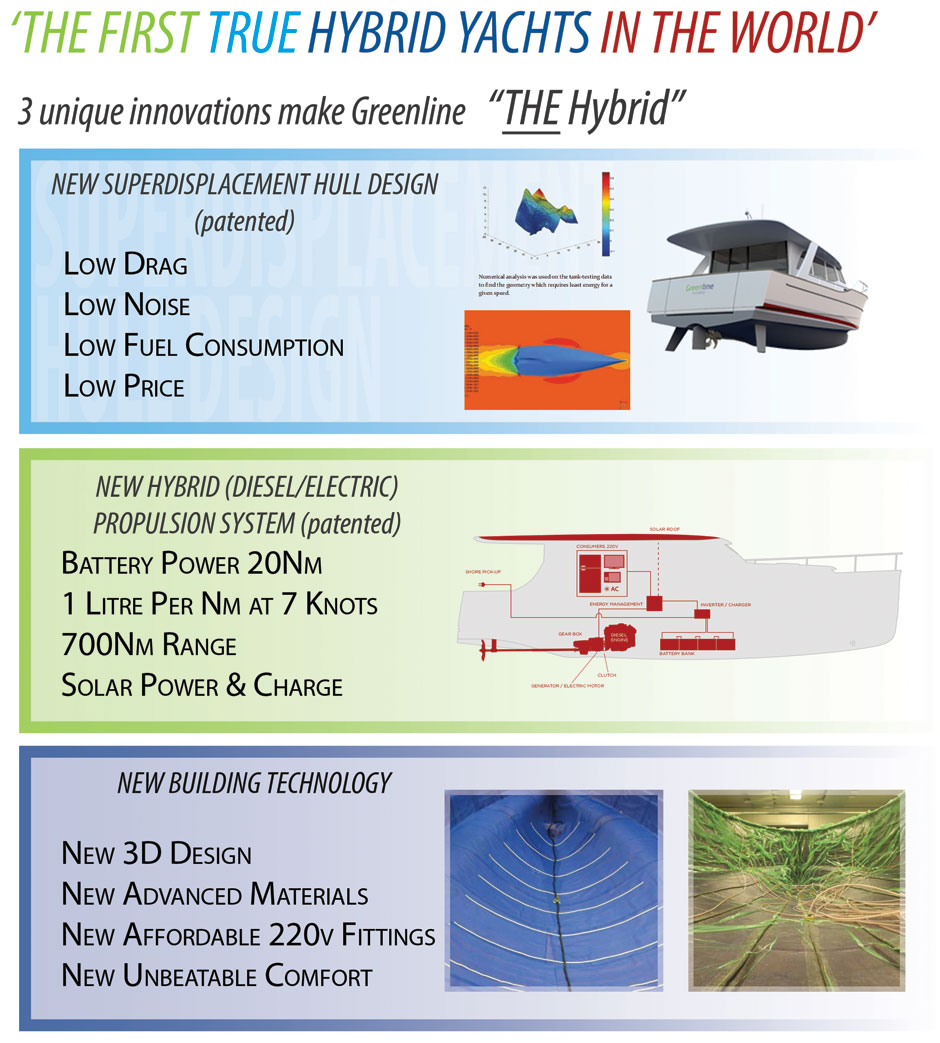 ‘THE FIRST TRUE HYBRID YACHTS IN THE WORLD’
3 unique innovations make Greenline “THE Hybrid”
SUPERDISPLACEMENT
HULL DESIGN
NEW SUPERDISPLACEMENT HULL DESIGN
(patented)
LOW DRAG
LOW NOISE
LOW FUEL CONSUMPTION
LOW PRICE
Numerical analysis was used on the tank-testing data
to find the geometry which requires least energy for a
given speed.
Greenline
NEW HYBRID (DIESEL/ELECTRIC)
PROPULSION SYSTEM (patented)
BATTERY POWER 20NM
1 LITRE PER NM AT 7 KNOTS
700NM RANGE
SOLAR POWER & CHARGE
SOLAR ROOF
CONSUMERS 220V
SHORE PICK-UP
AC
ENERGY MANAGEMENT
INVERTER / CHARGER
GEAR BOX
DIESEL
ENGINE
BATTERY BANK
CLUTCH
GENERATOR / ELECTRIC MOTOR
NEW BUILDING TECHNOLOGY
NEW 3D DESIGN
NEW ADVANCED MATERIALS
NEW AFFORDABLE 220V FITTINGS
NEW UNBEATABLE COMFORT